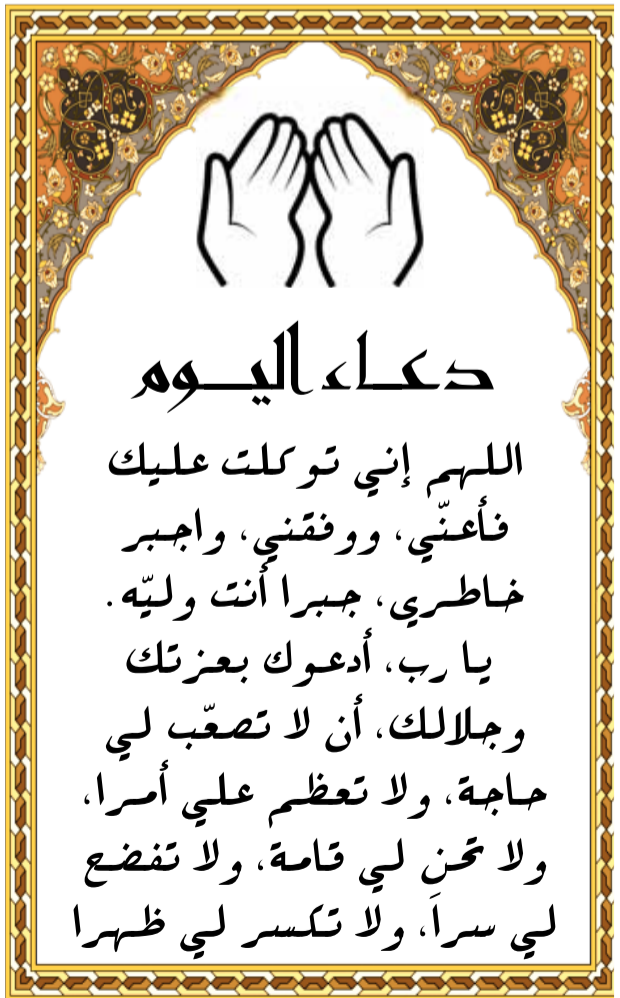 دعاء اليوم
اللهم إني توكلت عليك
فأعنّي، ووفقني، واجبر
خاطري، جبرا أنت وليّه.
يا رب، أدعوك بعزتك
وجلالك، أن لا تصعّب لي
حاجة، ولا تعظم علي أمرا،
ولا تحنِ لي قامة، ولا تفضح
لي سراَ، ولا تكسر لي ظهرا